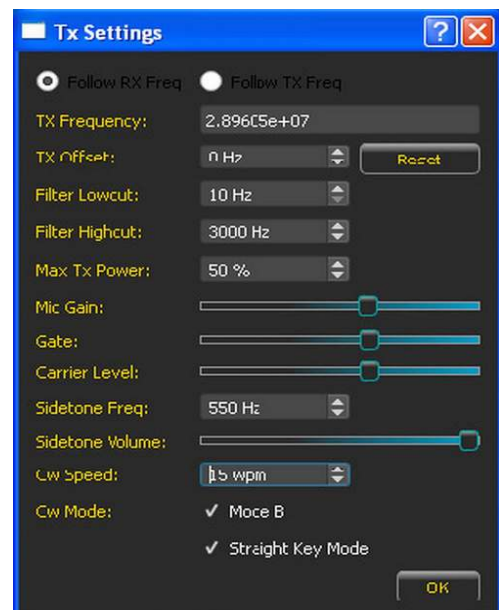 Tx Settings
Follow RX Freq Follow TX Freq
TX Frequency: 2.89605e+07
TX Offset: 0 Hz Reset
Filter Lowcut: 10 Hz
Filter Highcut: 3000 Hz
Max Tx Power: 50 %
Mic Gain:
Gate:
Carrier Level:
Sidetone Freq: 550 Hz
Sidetone Volume:
Cw Speed: 15 wpm
Cw Mode: ✓ Mode B
✓ Straight Key Mode
OK